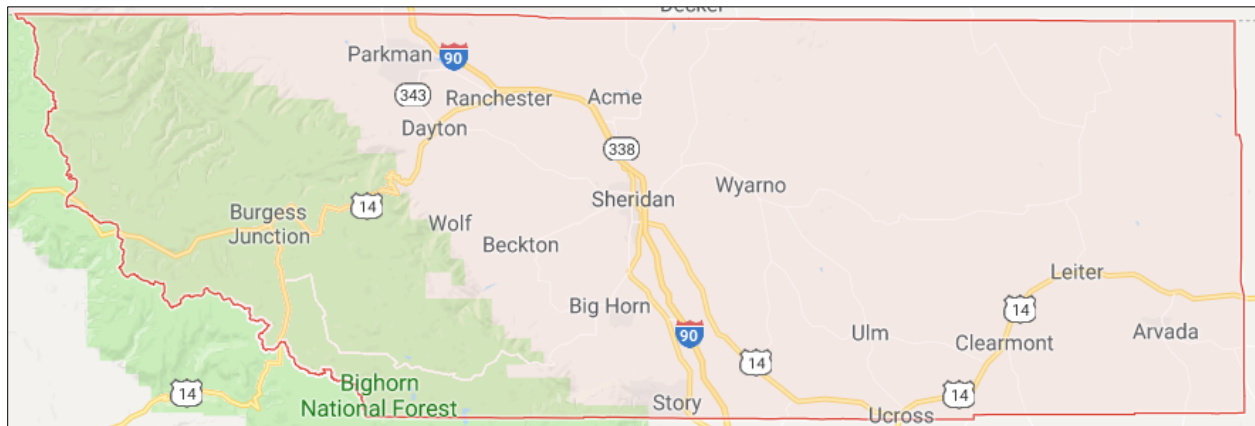 Decker
Parkman
90
343
Ranchester
Acme
Dayton
338
Sheridan
Wyarno
14
Burgess
Junction
Wolf
Beckton
Leiter
Big Horn
14
90
Ulm
Clearmont
Arvada
14
14
14
Bighorn
National Forest
Story
Ucross